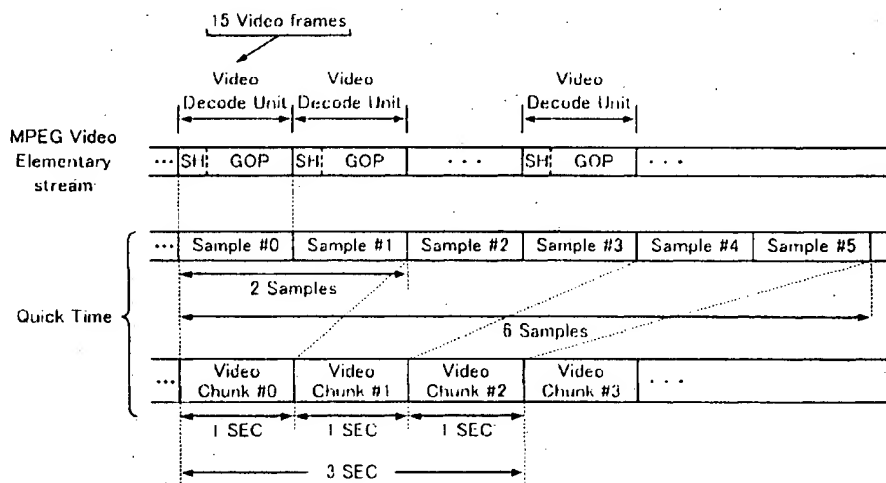 15 Video frames
Video
Decode Unit
Video
Decode Unit
Video
Decode Unit
MPEG Video
Elementary
stream
... SH GOP SH GOP ... SH GOP ...
... Sample #0 Sample #1 Sample #2 Sample #3 Sample #4 Sample #5
2 Samples
6 Samples
Quick Time
... Video
Chunk #0
Video
Chunk #1
Video
Chunk #2
Video
Chunk #3
...
1 SEC
1 SEC
1 SEC
3 SEC